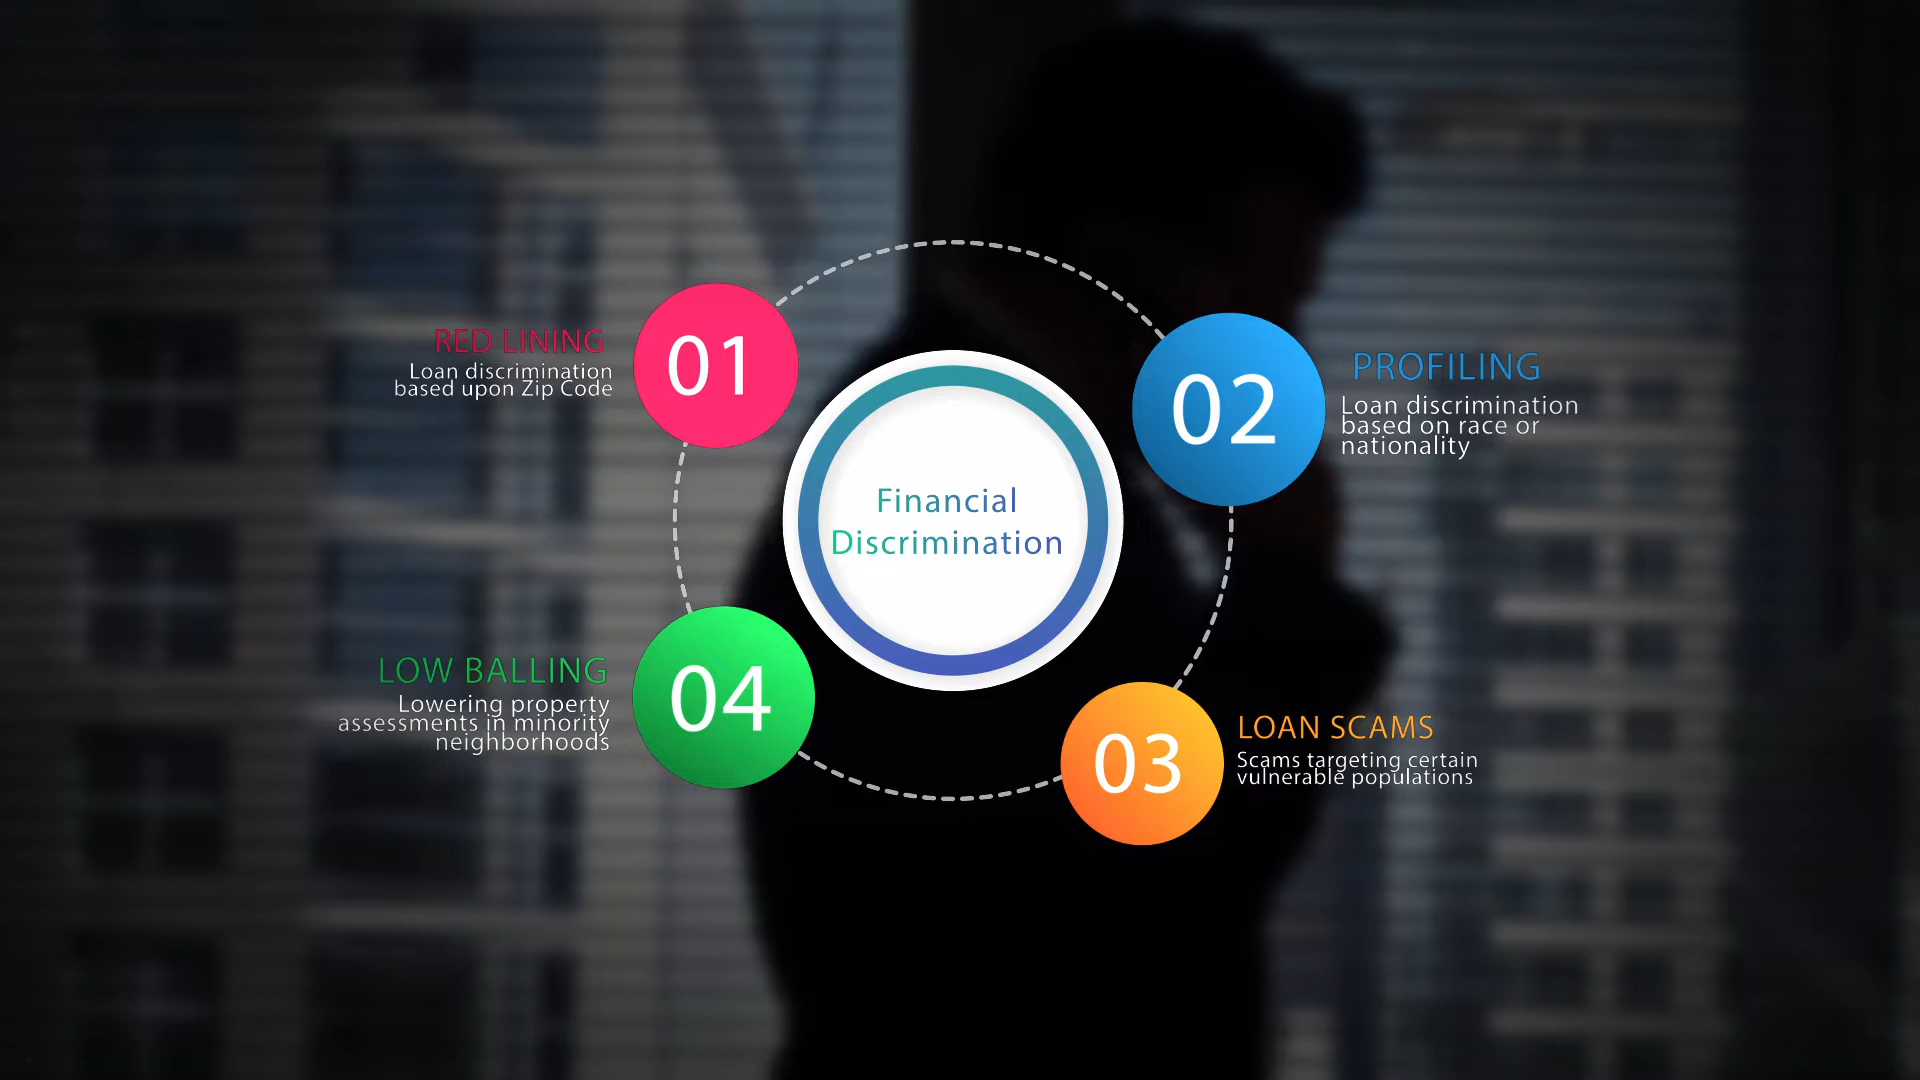 Financial
Discrimination
01
RED LINING
Loan discrimination
based upon Zip Code
02
PROFILING
Loan discrimination
based on race or
nationality
03
LOAN SCAMS
Scams targeting certain
vulnerable populations
04
LOW BALLING
Lowering property
assessments in minority
neighborhoods